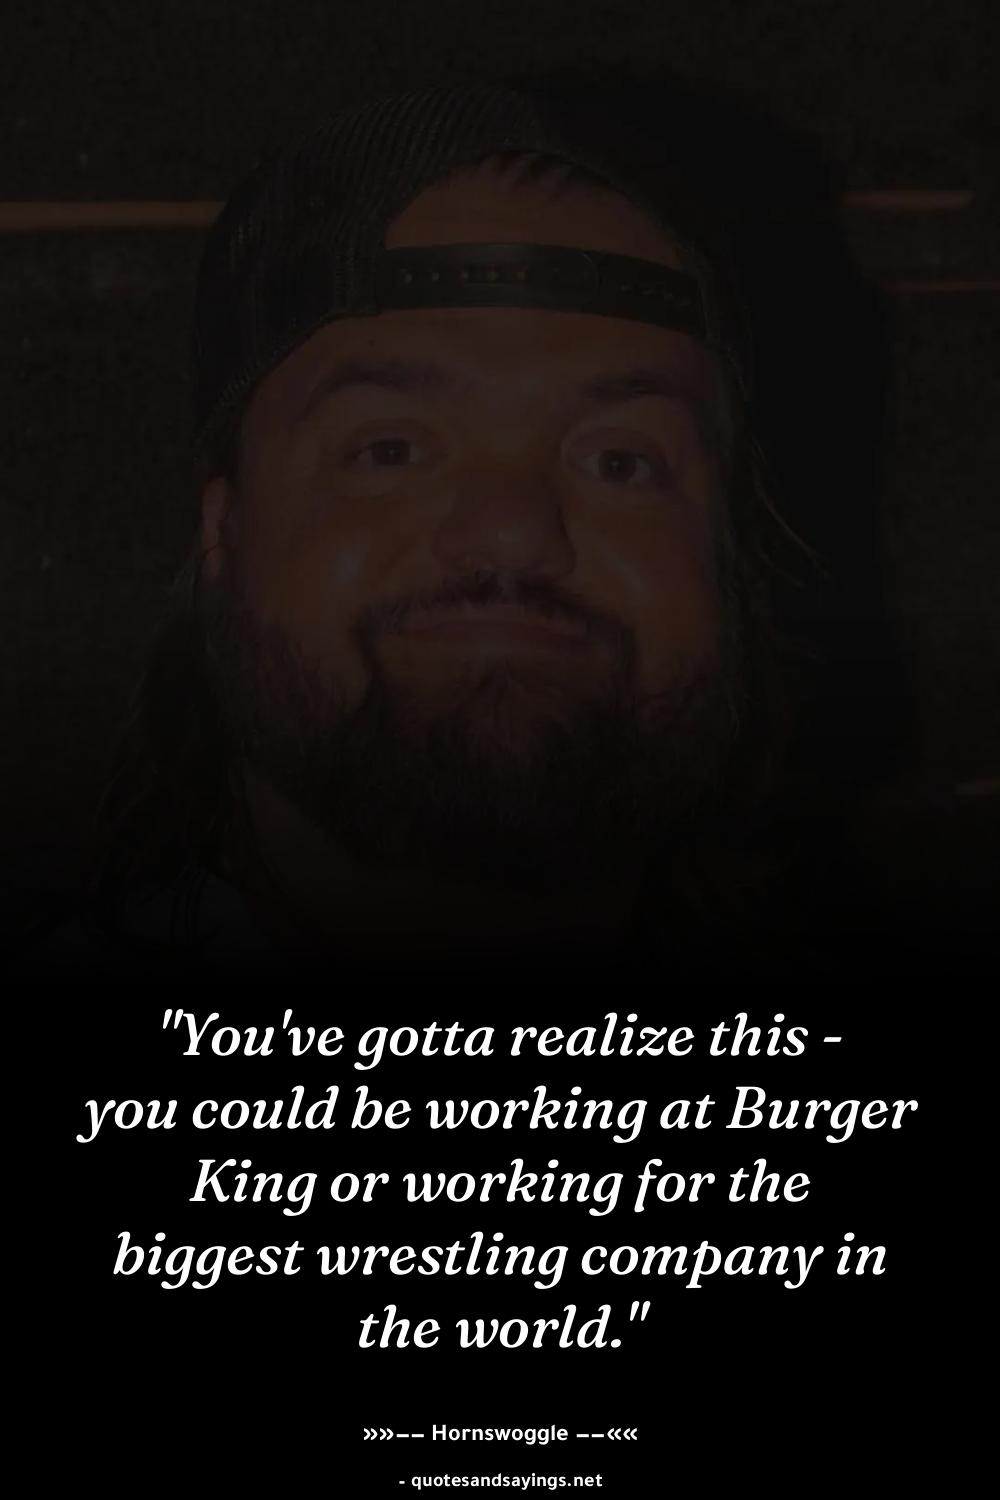 "You've gotta realize this -
you could be working at Burger
King or working for the
biggest wrestling company in
the world."
»»−− Hornswoggle −−««
- quotesandsayings.net